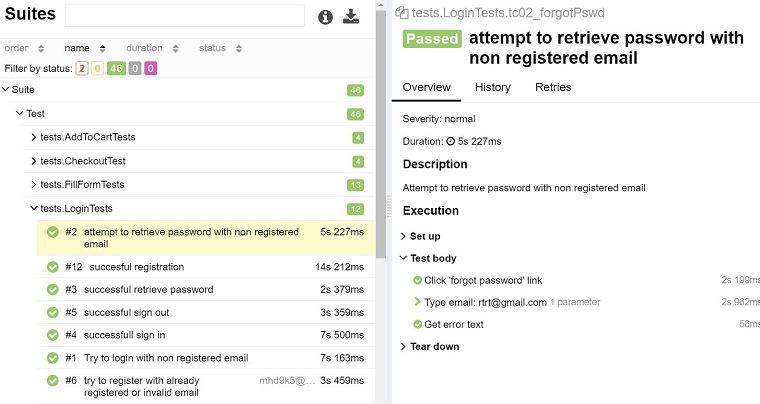 Suites
order name duration status
Filter by status: 2 0 46 0 0
Suite 46
Test 46
tests.AddToCartTests 4
tests.CheckoutTest 4
tests.FillFormTests 13
tests.LoginTests 12
#2 attempt to retrieve password with non registered
email 5s 227ms
#12 succesful registration 14s 212ms
#3 successful retrieve password 2s 379ms
#5 successful sign out 3s 359ms
#4 successfull sign in 7s 500ms
#1 Try to login with non registered email 7s 163ms
#6 try to register with already
registered or invalid email mhd9k5@... 3s 459ms
tests.LoginTests.tc02_forgotPswd
Passed attempt to retrieve password with
non registered email
Overview History Retries
Severity: normal
Duration: 5s 227ms
Description
Attempt to retrieve password with non registered email
Execution
Set up
Test body
Click 'forgot password' link 2s 199ms
Type email: rtrt@gmail.com 1 parameter 2s 962ms
Get error text 56ms
Tear down